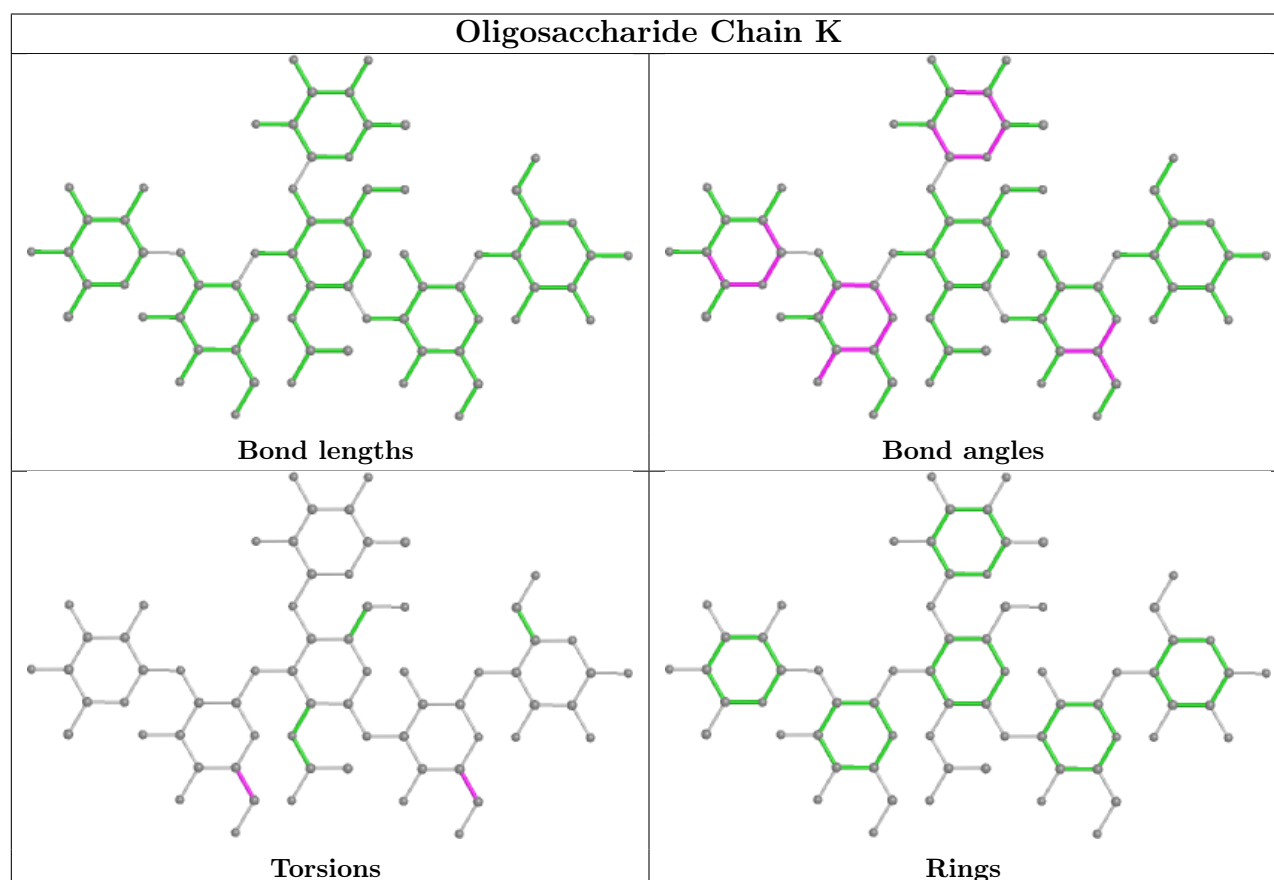 Oligosaccharide Chain K
Bond lengths
Bond angles
Torsions
Rings